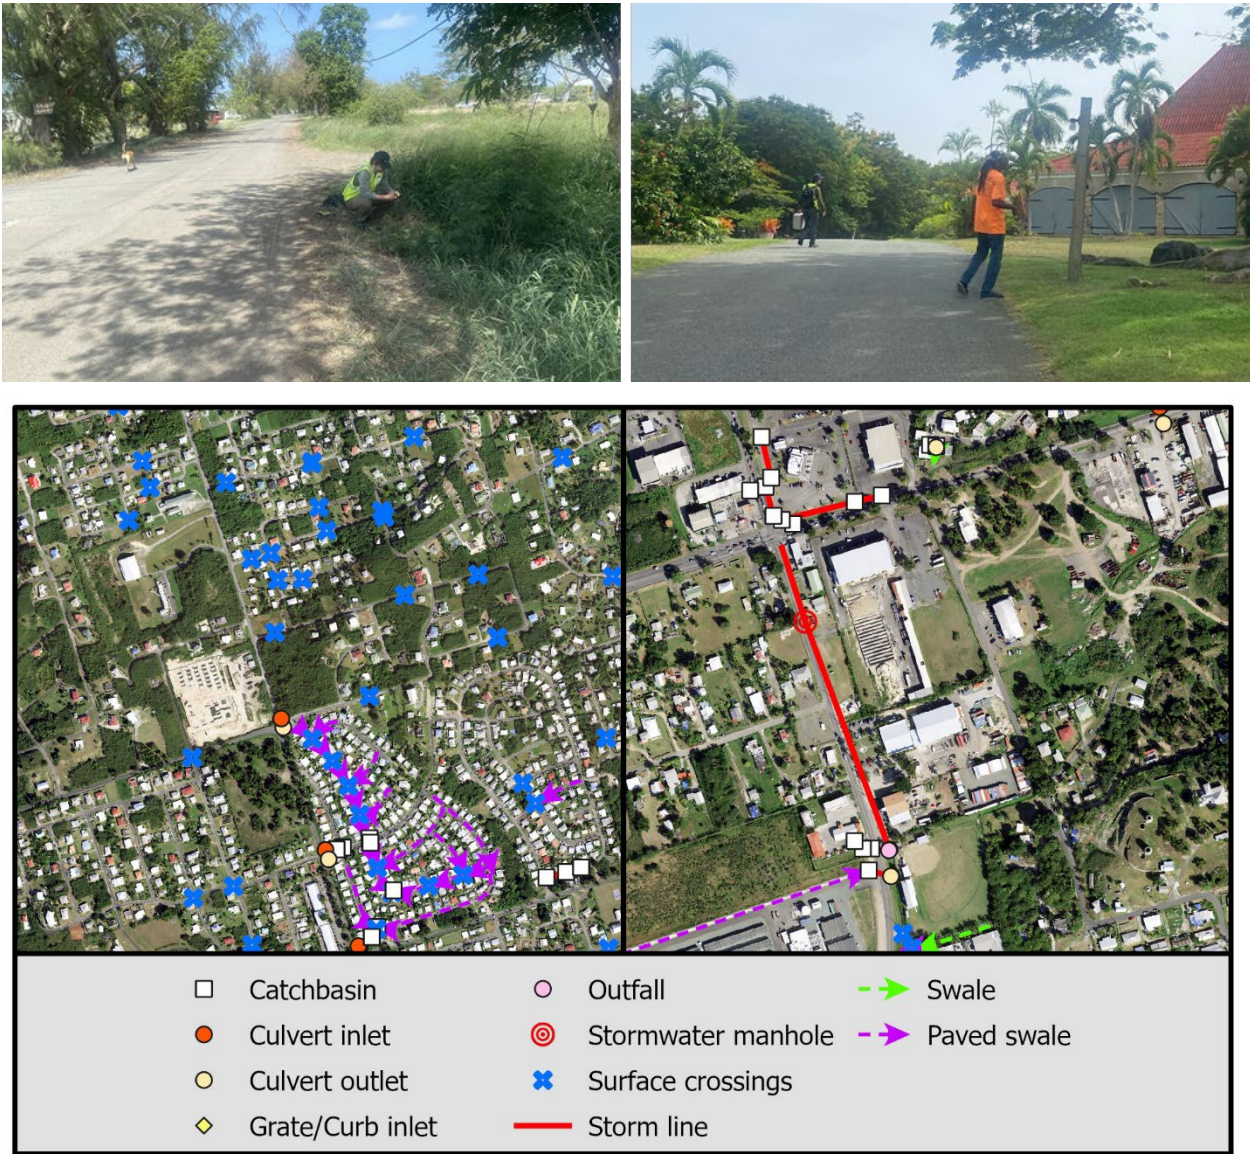 Catchbasin
Outfall
Swale
Culvert inlet
Stormwater manhole
Paved swale
Culvert outlet
Surface crossings
Grate/Curb inlet
Storm line